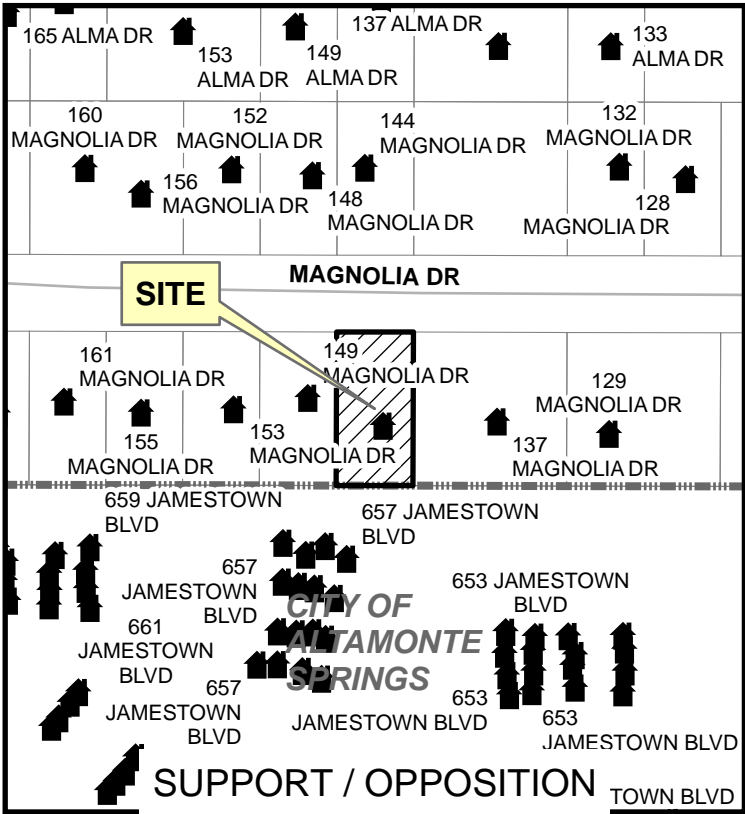 137 ALMA DR
165 ALMA DR
153
ALMA DR
149
ALMA DR
133
ALMA DR
160
MAGNOLIA DR
152
MAGNOLIA DR
144
MAGNOLIA DR
132
MAGNOLIA DR
156
MAGNOLIA DR
148
MAGNOLIA DR
128
MAGNOLIA DR
MAGNOLIA DR
SITE
161
MAGNOLIA DR
149
MAGNOLIA DR
129
MAGNOLIA DR
155
MAGNOLIA DR
153
MAGNOLIA DR
137
MAGNOLIA DR
659 JAMESTOWN
BLVD
657 JAMESTOWN
BLVD
657
JAMESTOWN
BLVD
653 JAMESTOWN
BLVD
CITY OF
ALTAMONTE
SPRINGS
661
JAMESTOWN
BLVD
657
JAMESTOWN
BLVD
653
JAMESTOWN BLVD
653
JAMESTOWN BLVD
SUPPORT / OPPOSITION
TOWN BLVD